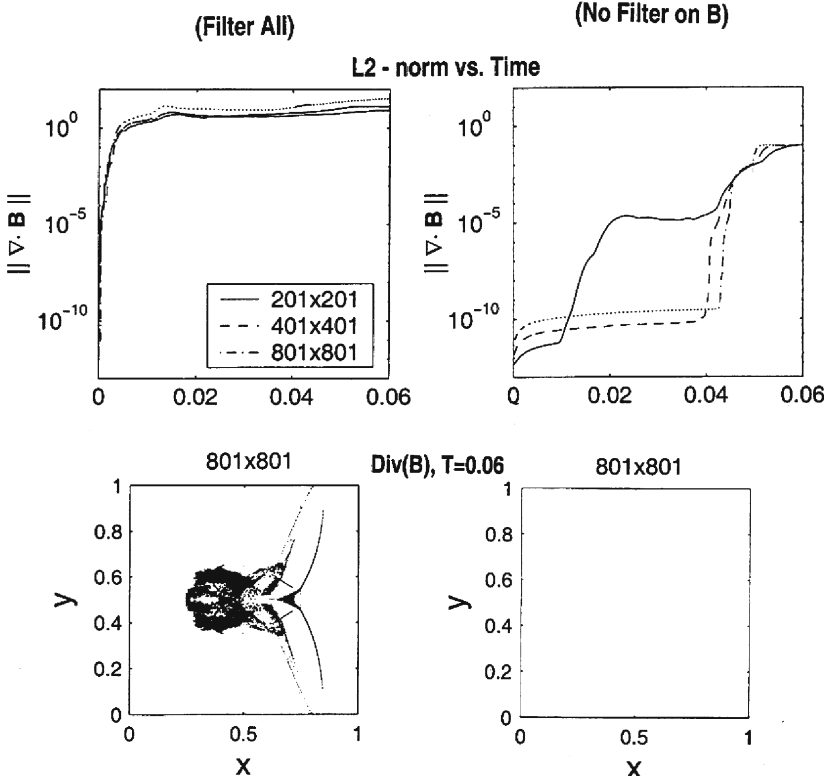 (Filter All)
(No Filter on B)
L2 - norm vs. Time
|| ∇· B ||
10^0
10^-5
10^-10
201x201
401x401
801x801
0 0.02 0.04 0.06
|| ∇· B ||
10^0
10^-5
10^-10
0 0.02 0.04 0.06
801x801
Div(B), T=0.06
801x801
y
1
0.8
0.6
0.4
0.2
0
0 0.5 1
x
y
1
0.8
0.6
0.4
0.2
0
0 0.5 1
x